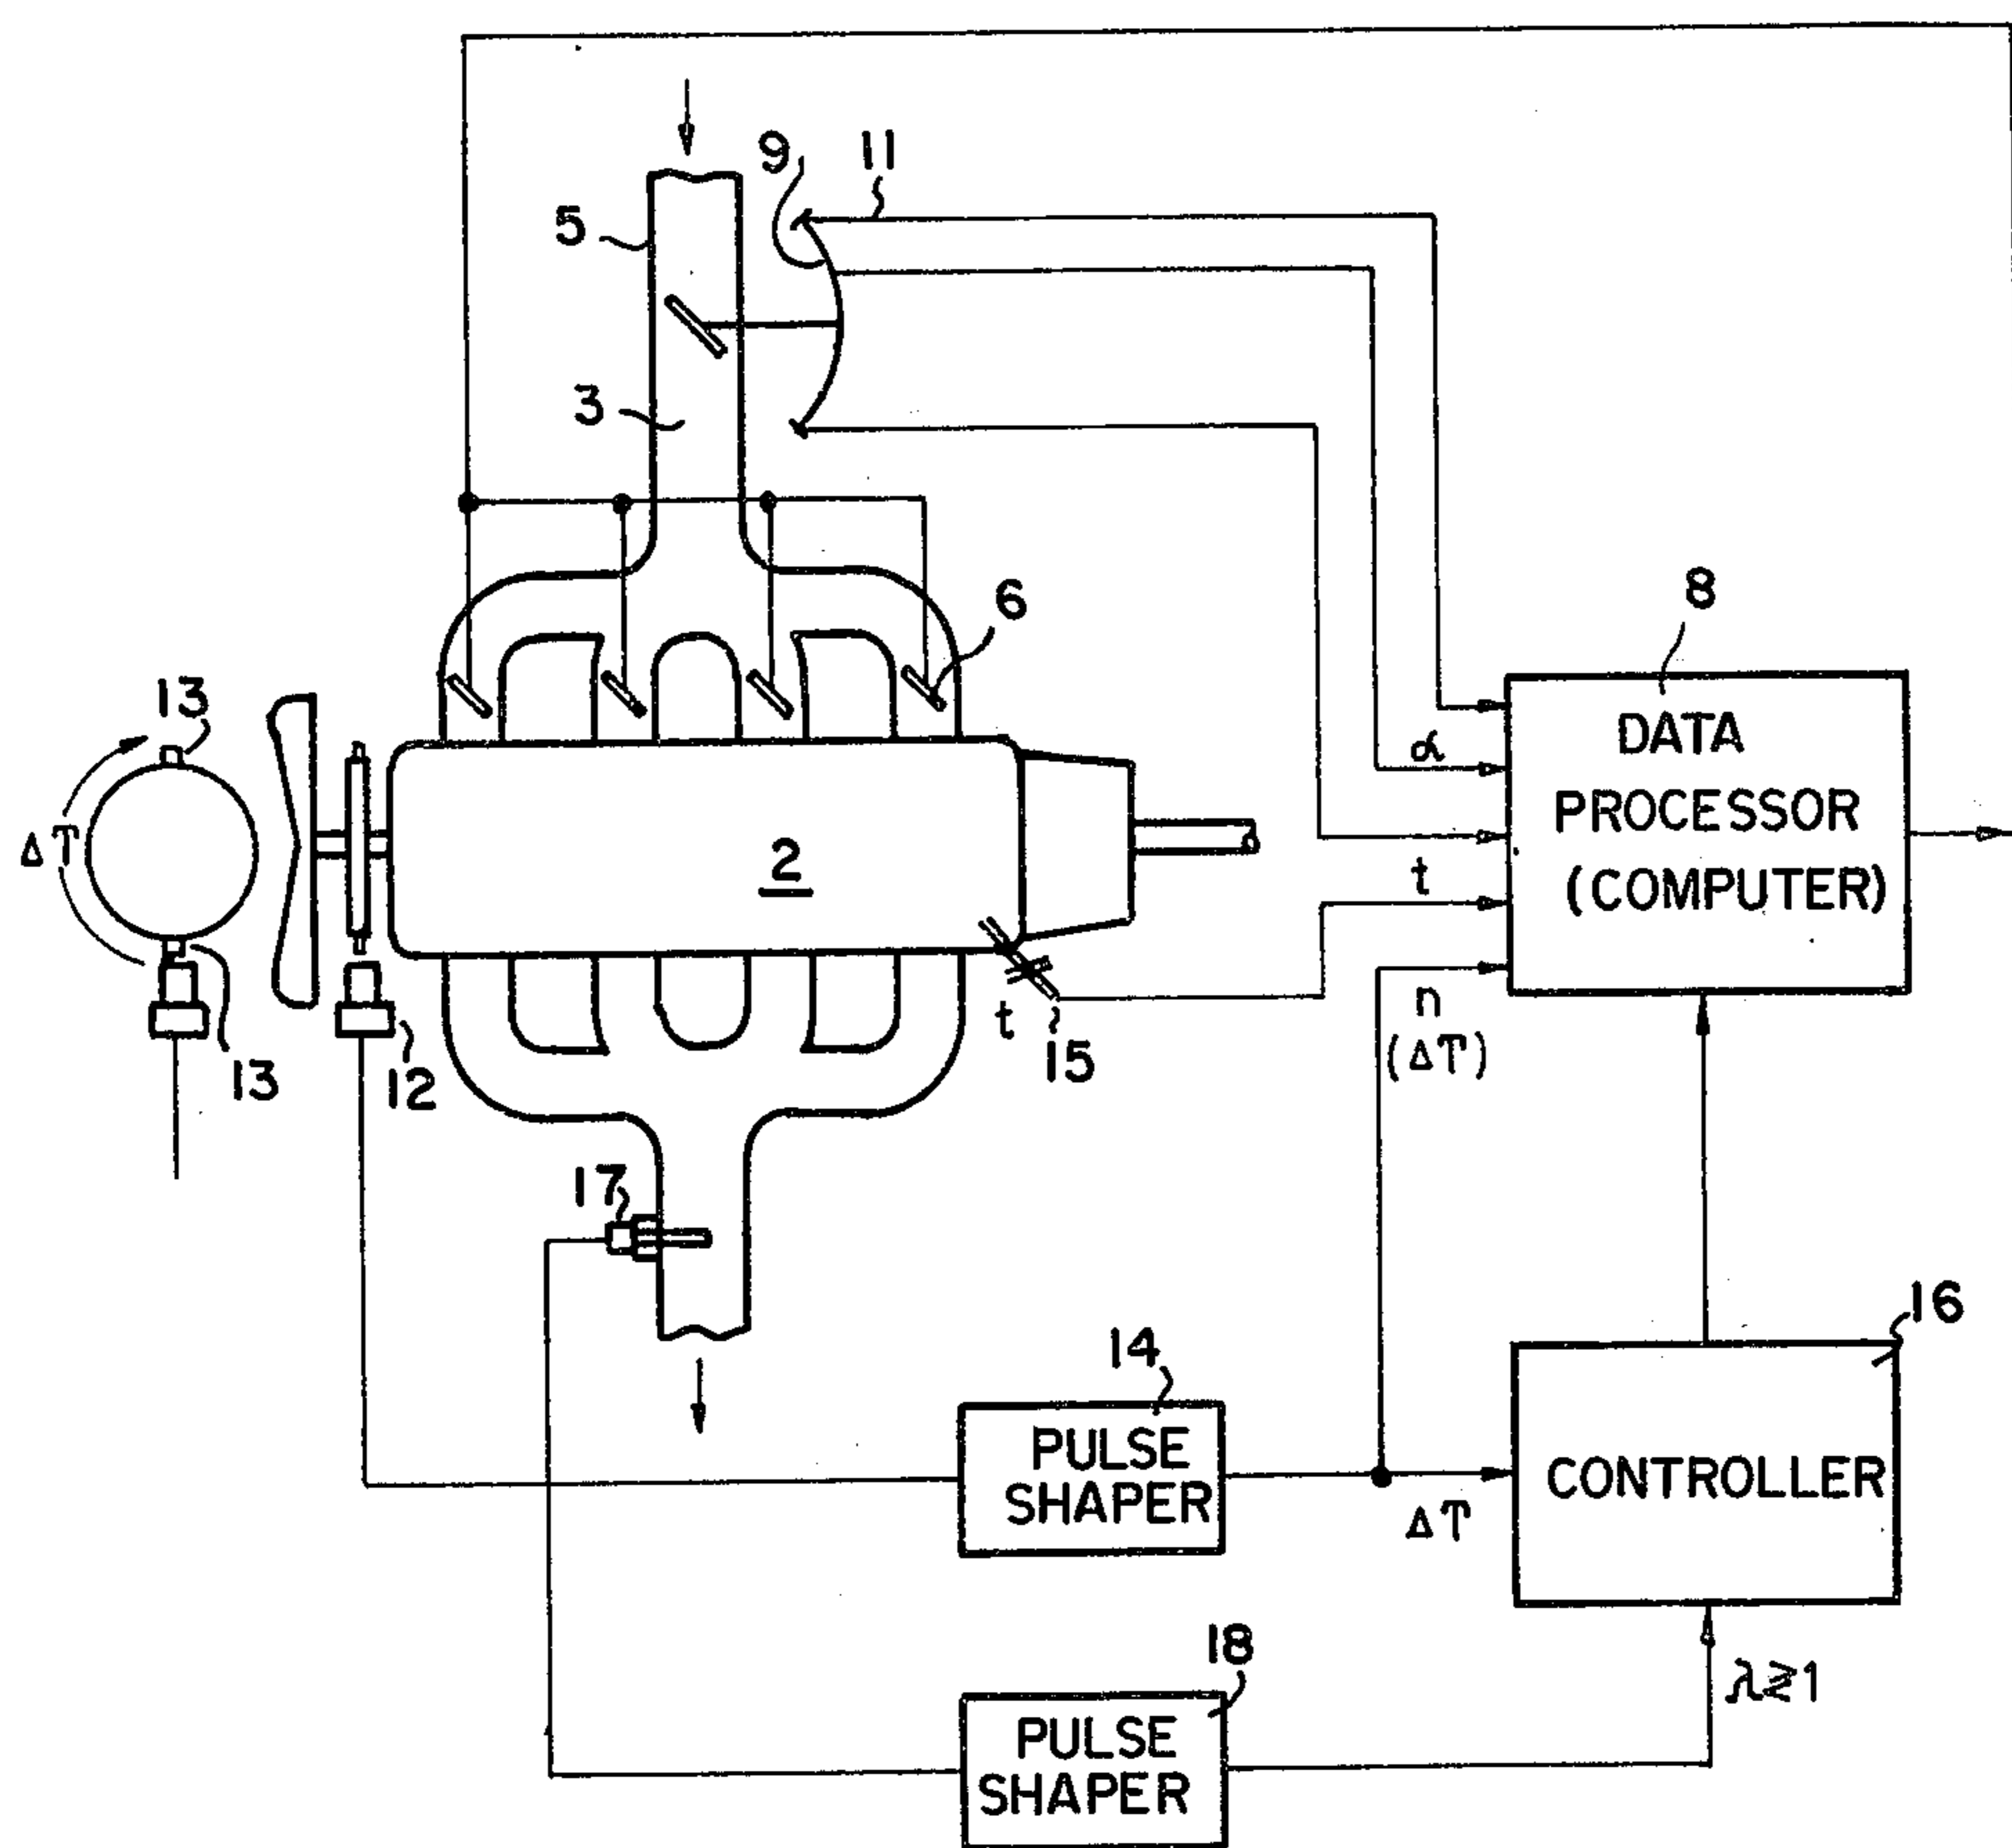 9
11
5
3
6
8
13
α
DATA
PROCESSOR
(COMPUTER)
ΔT
2
t
n
(ΔT)
t
15
13
12
17
16
14
PULSE
SHAPER
CONTROLLER
ΔT
18
PULSE
SHAPER
λ≷1